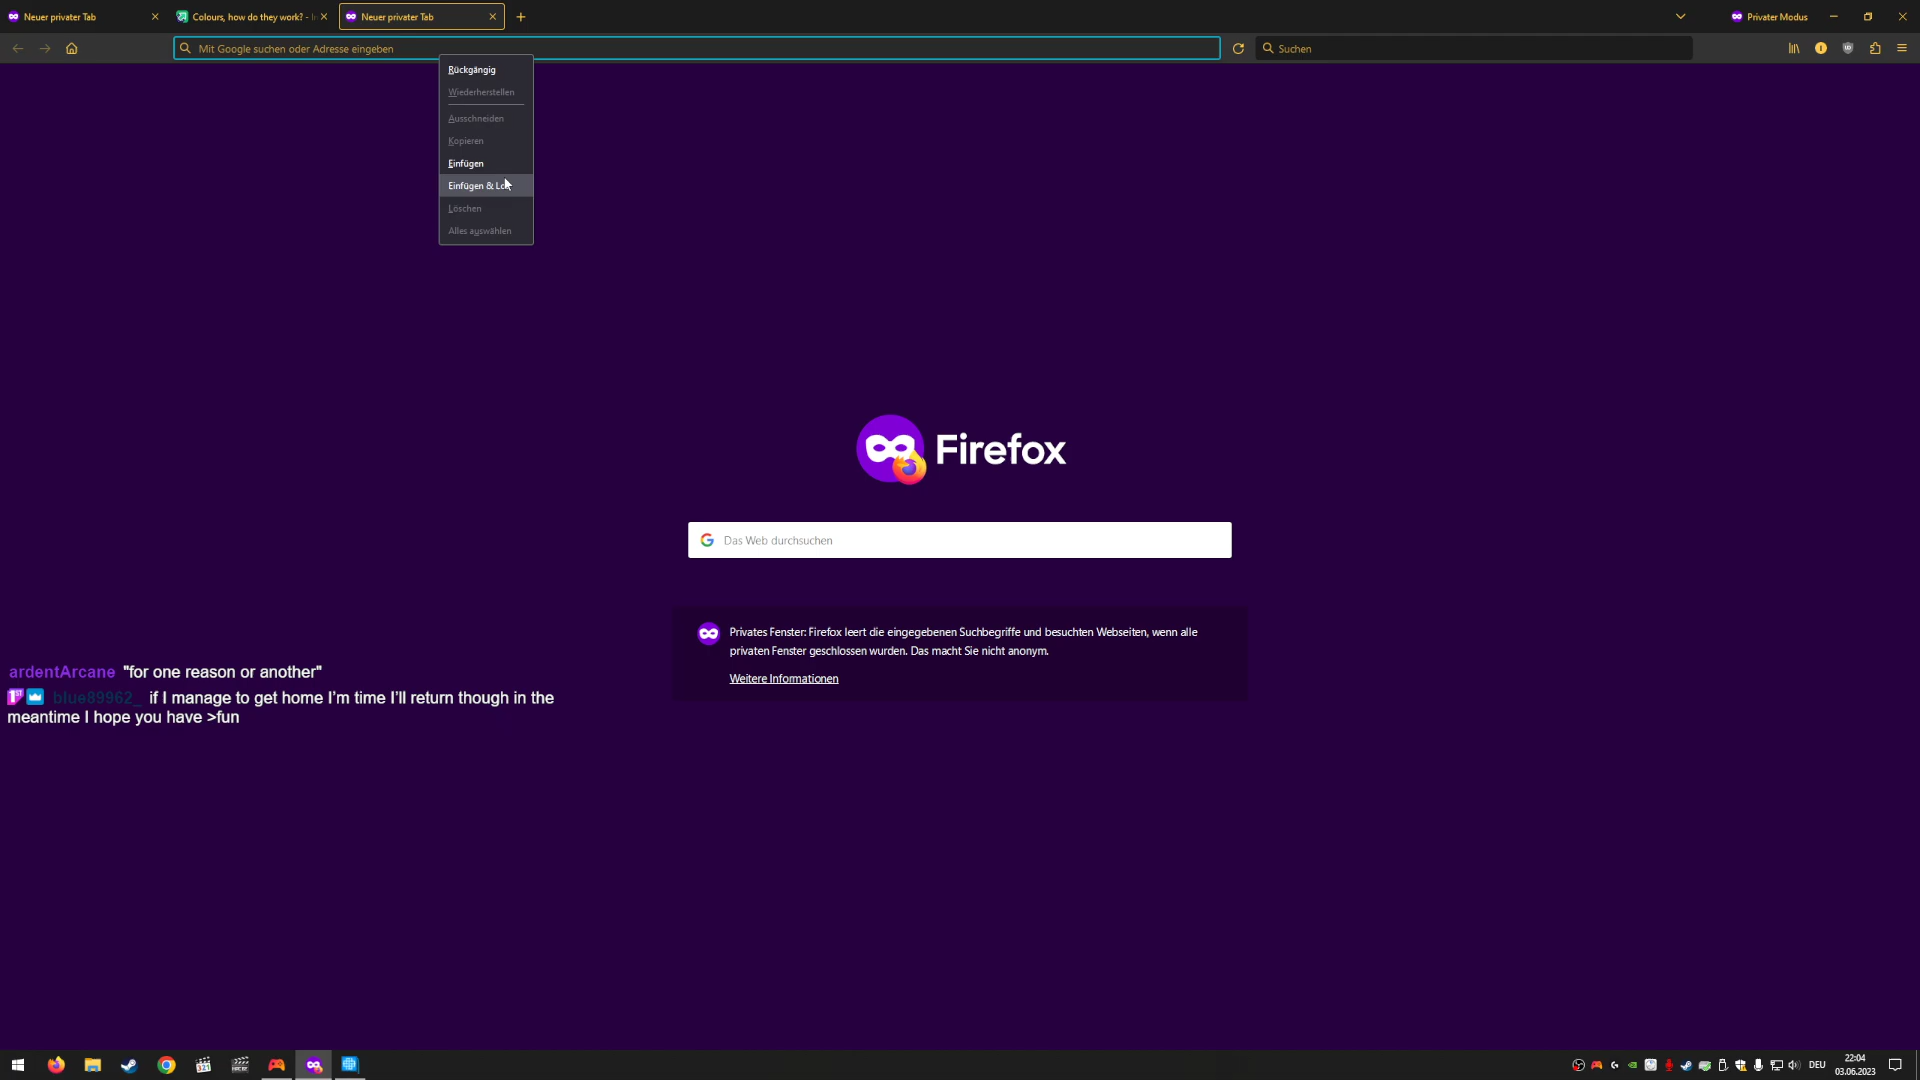 Neuer privater Tab
Colours, how do they work? -
Neuer privater Tab
Privater Modus
Mit Google suchen oder Adresse eingeben
Suchen
Rückgängig
Wiederherstellen
Ausschneiden
Kopieren
Einfügen
Einfügen &
Löschen
Alles auswählen
Firefox
Das Web durchsuchen
Privates Fenster: Firefox leert die eingegebenen Suchbegriffe und besuchten Webseiten, wenn alle
privaten Fenster geschlossen wurden. Das macht Sie nicht anonym.
Weitere Informationen
ardentArcane "for one reason or another"
1ST blue89962_ if I manage to get home I'm time I'll return though in the
meantime I hope you have >fun
321
DEU
22:04
03.06.2023